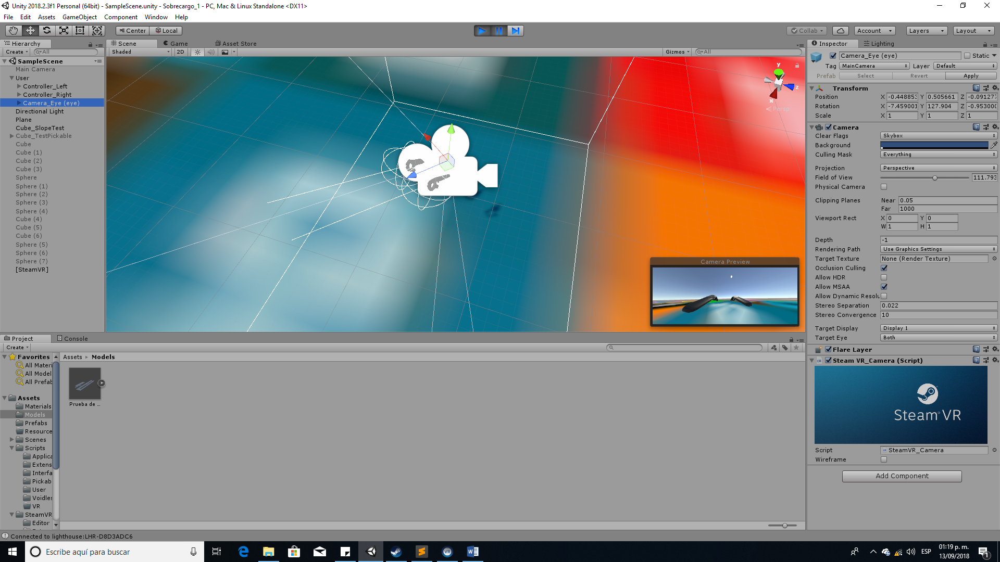 Unity 2018.2.3f1 Personal (64bit) - SampleScene.unity - Sobrecargo_1 - PC, Mac & Linux Standalone <DX11>
File Edit Assets GameObject Component Window Help
Center Local Collab Account Layers Layout
Hierarchy
Create All
SampleScene
Main Camera
User
Controller_Left
Controller_Right
Camera_Eye (eye)
Directional Light
Plane
Cube_SlopeTest
Cube_TestPickable
Cube
Cube (1)
Cube (2)
Cube (3)
Sphere
Sphere (1)
Sphere (2)
Sphere (3)
Sphere (4)
Cube (4)
Cube (5)
Cube (6)
Sphere (5)
Sphere (6)
Sphere (7)
[SteamVR]
Scene Game Asset Store
Shaded 2D Gizmos All
y
z
x
Persp
Camera Preview
Inspector Lighting
Camera_Eye (eye) Static
Tag MainCamera Layer Default
Prefab Select Revert Apply
Transform
Position X -0.448853 Y 0.505661 Z -0.091277
Rotation X -7.459001 Y 127.904 Z -0.953000
Scale X 1 Y 1 Z 1
Camera
Clear Flags Skybox
Background
Culling Mask Everything
Projection Perspective
Field of View 111.793
Physical Camera
Clipping Planes Near 0.05
Far 1000
Viewport Rect X 0 Y 0
W 1 H 1
Depth -1
Rendering Path Use Graphics Settings
Target Texture None (Render Texture)
Occlusion Culling
Allow HDR
Allow MSAA
Allow Dynamic Resolu
Stereo Separation 0.022
Stereo Convergence 10
Target Display Display 1
Target Eye Both
Flare Layer
Steam VR_Camera (Script)
Steam VR
Script SteamVR_Camera
Wireframe
Add Component
Project Console
Create
Favorites
All Materi
All Model
All Prefab
Assets
Materials
Models
Prefabs
Resource
Scenes
Scripts
Applica
Extens
Interfa
Pickab
User
Voidles
VR
SteamVR
Editor
Assets Models
Prueba de ...
Connected to lighthouse:LHR-D8D3ADC6
Escribe aquí para buscar
ESP
01:19 p. m.
13/09/2018
1